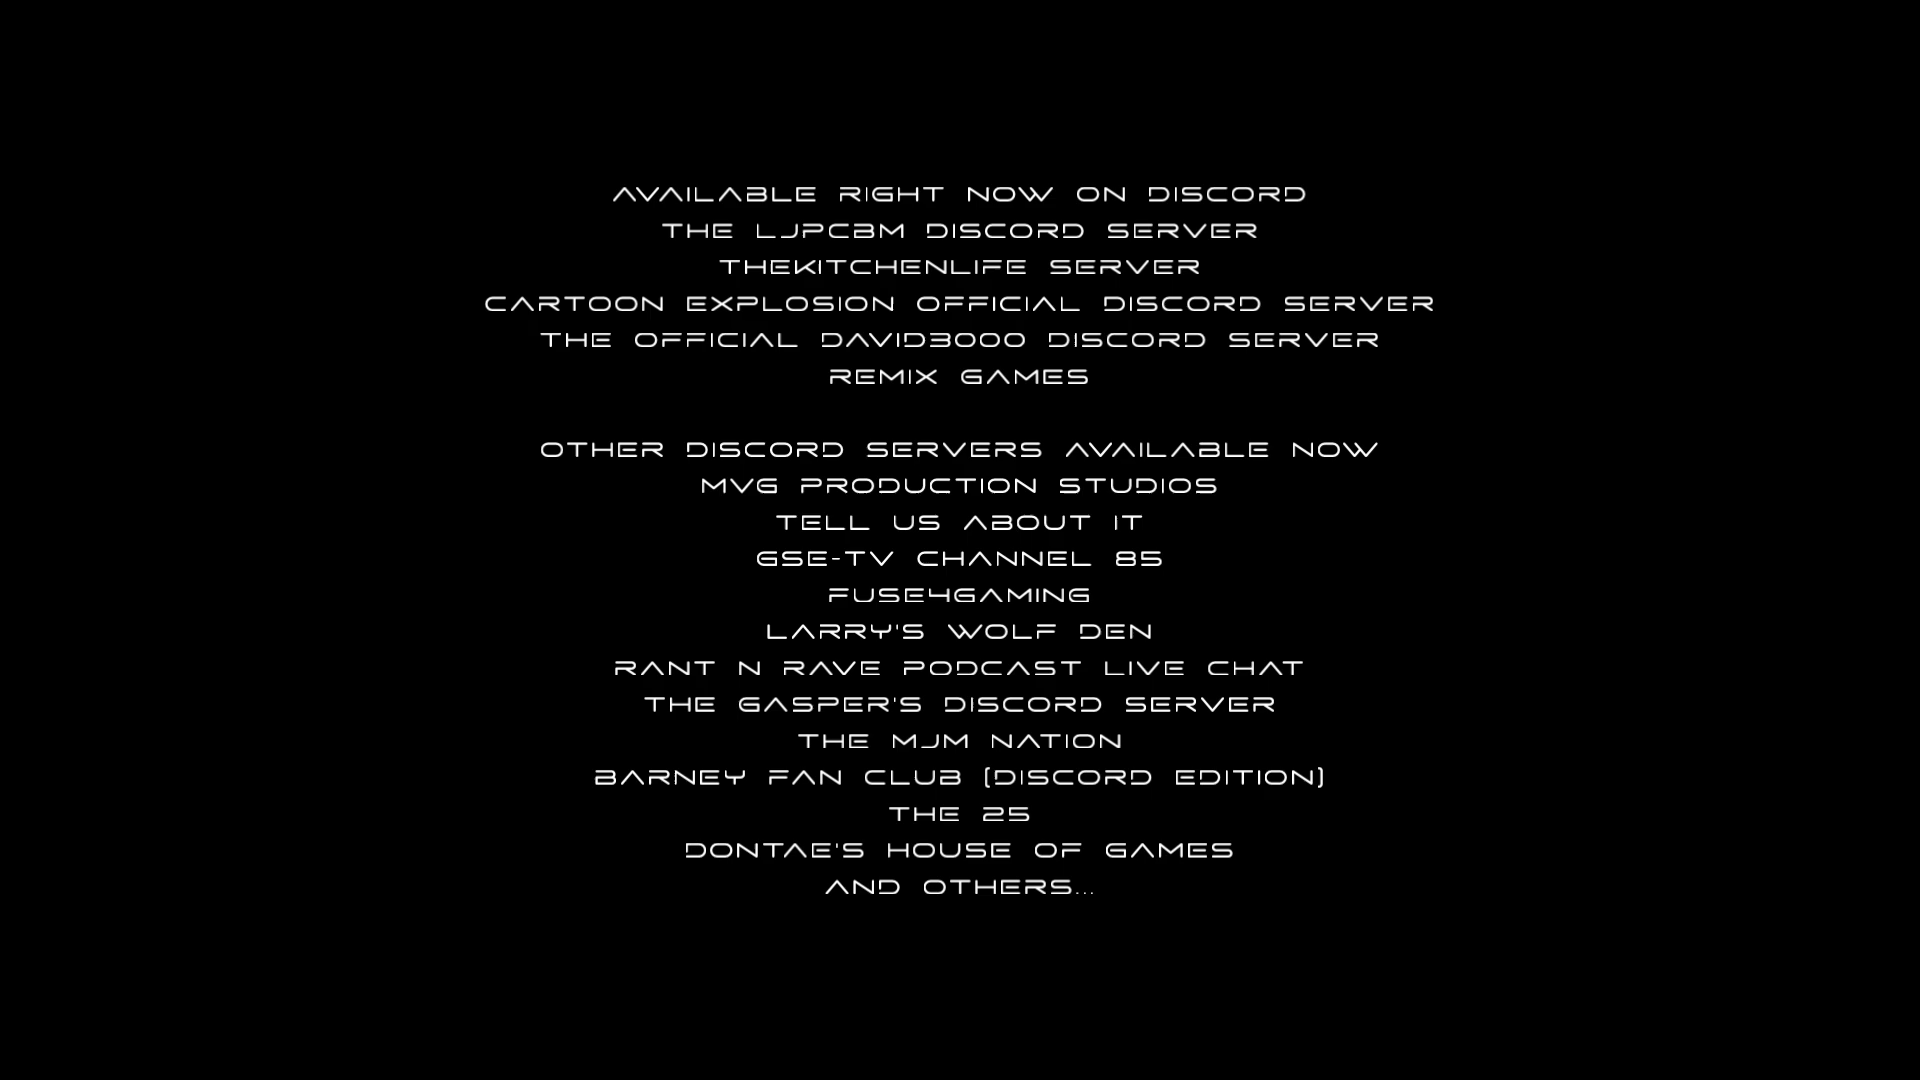 AVAILABLE RIGHT NOW ON DISCORD
THE LJPCBM DISCORD SERVER
THEKITCHENLIFE SERVER
CARTOON EXPLOSION OFFICIAL DISCORD SERVER
THE OFFICIAL DAVID3000 DISCORD SERVER
REMIX GAMES
OTHER DISCORD SERVERS AVAILABLE NOW
MVG PRODUCTION STUDIOS
TELL US ABOUT IT
GSE-TV CHANNEL 85
FUSE4GAMING
LARRY'S WOLF DEN
RANT N RAVE PODCAST LIVE CHAT
THE GASPER'S DISCORD SERVER
THE MJM NATION
BARNEY FAN CLUB (DISCORD EDITION)
THE 25
DONTAE'S HOUSE OF GAMES
AND OTHERS...